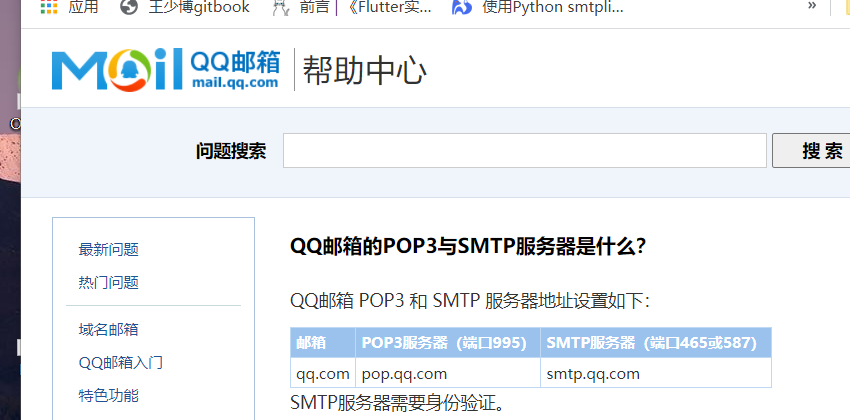 应用 王少博gitbook 前言 | 《Flutter实... 使用Python smtpli... »
Mail QQ邮箱 mail.qq.com 帮助中心
问题搜索 搜 索
最新问题
热门问题
域名邮箱
QQ邮箱入门
特色功能
QQ邮箱的POP3与SMTP服务器是什么？
QQ邮箱 POP3 和 SMTP 服务器地址设置如下：
邮箱 POP3服务器（端口995） SMTP服务器（端口465或587）
qq.com pop.qq.com smtp.qq.com
SMTP服务器需要身份验证。